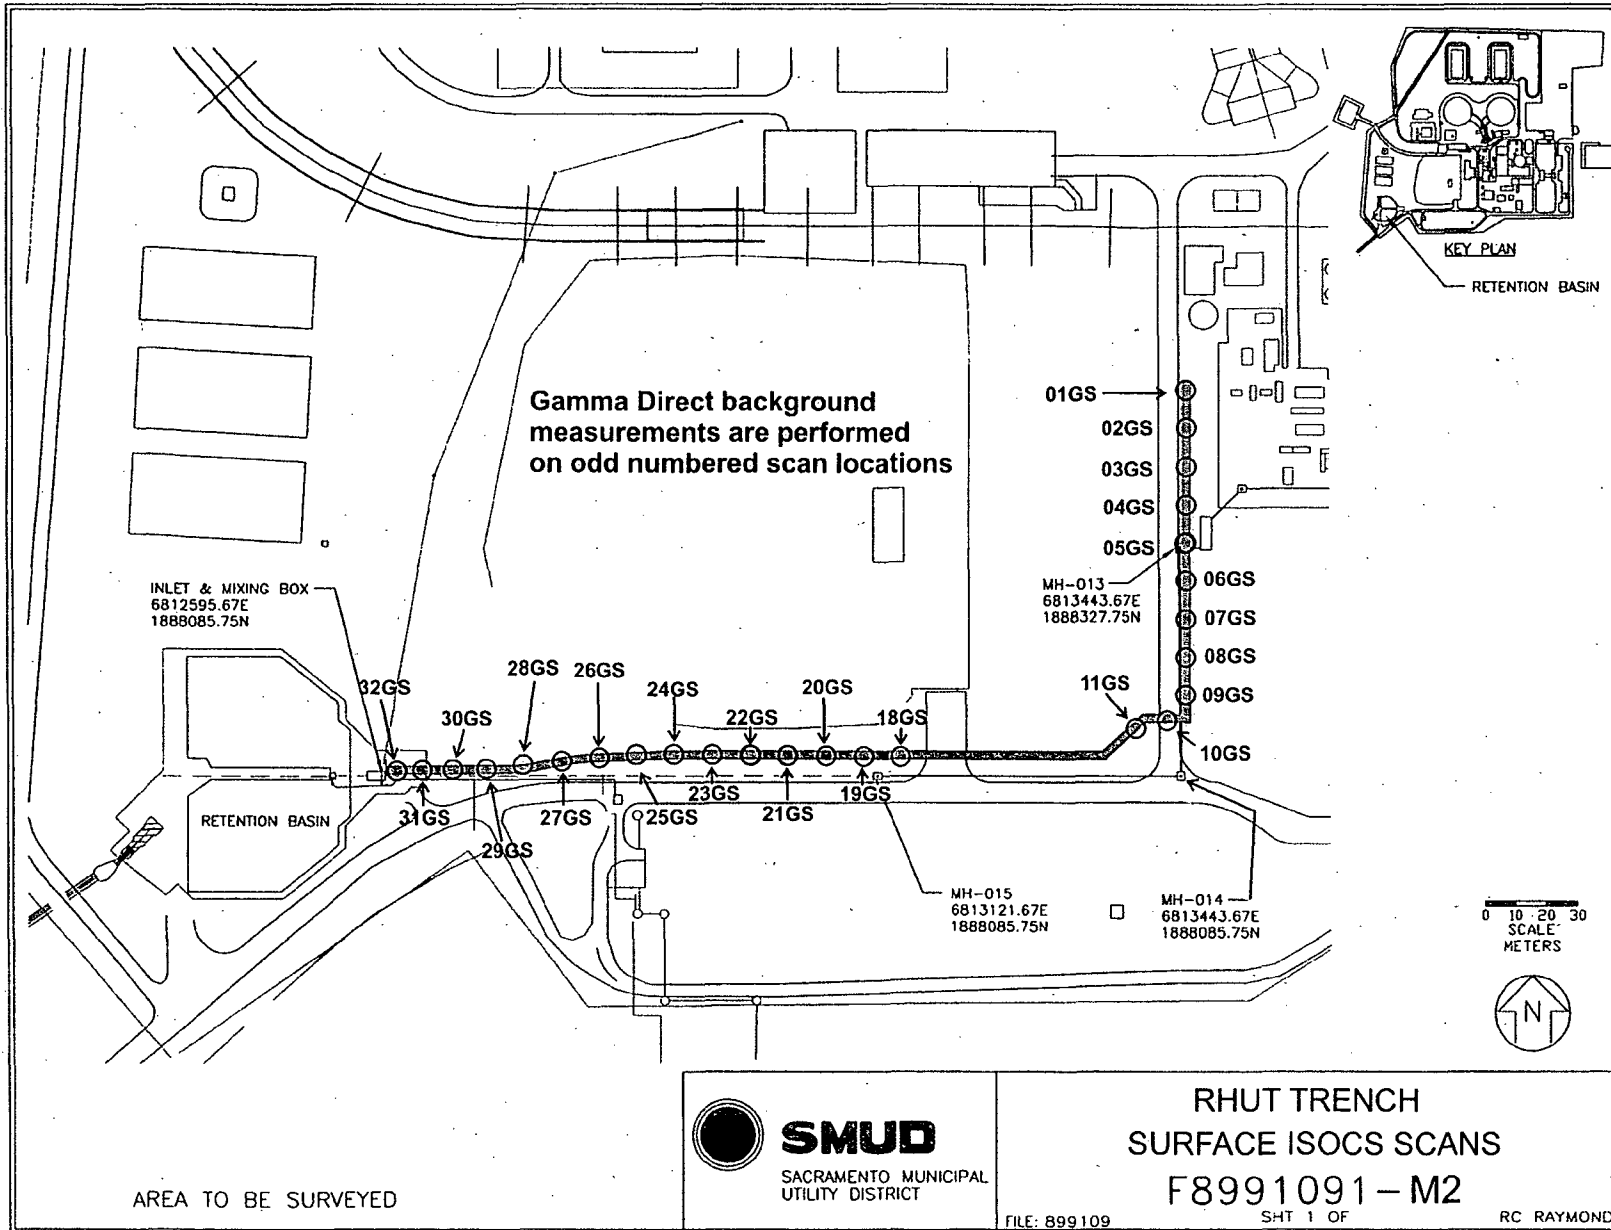 KEY PLAN
RETENTION BASIN
Gamma Direct background
measurements are performed
on odd numbered scan locations
01GS
02GS
03GS
04GS
05GS
MH-013
6813443.67E
1888327.75N
06GS
07GS
08GS
09GS
10GS
11GS
INLET & MIXING BOX
6812595.67E
1888085.75N
32GS
30GS
28GS
26GS
24GS
22GS
20GS
18GS
31GS
29GS
27GS
25GS
23GS
21GS
19GS
RETENTION BASIN
MH-015
6813121.67E
1888085.75N
MH-014
6813443.67E
1888085.75N
0 10 20 30
SCALE
METERS
N
AREA TO BE SURVEYED
SMUD
SACRAMENTO MUNICIPAL
UTILITY DISTRICT
RHUT TRENCH
SURFACE ISOCS SCANS
F8991091-M2
FILE: 899109
SHT 1 OF
RC RAYMOND